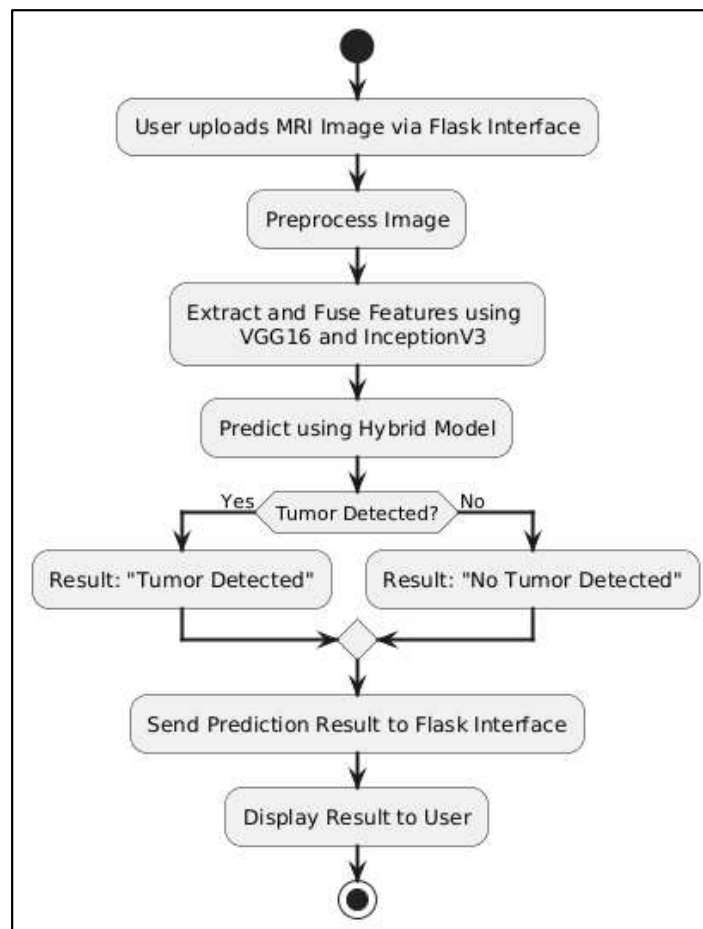 User uploads MRI Image via Flask Interface
Preprocess Image
Extract and Fuse Features using
VGG16 and InceptionV3
Predict using Hybrid Model
Yes
Tumor Detected?
No
Result: "Tumor Detected"
Result: "No Tumor Detected"
Send Prediction Result to Flask Interface
Display Result to User